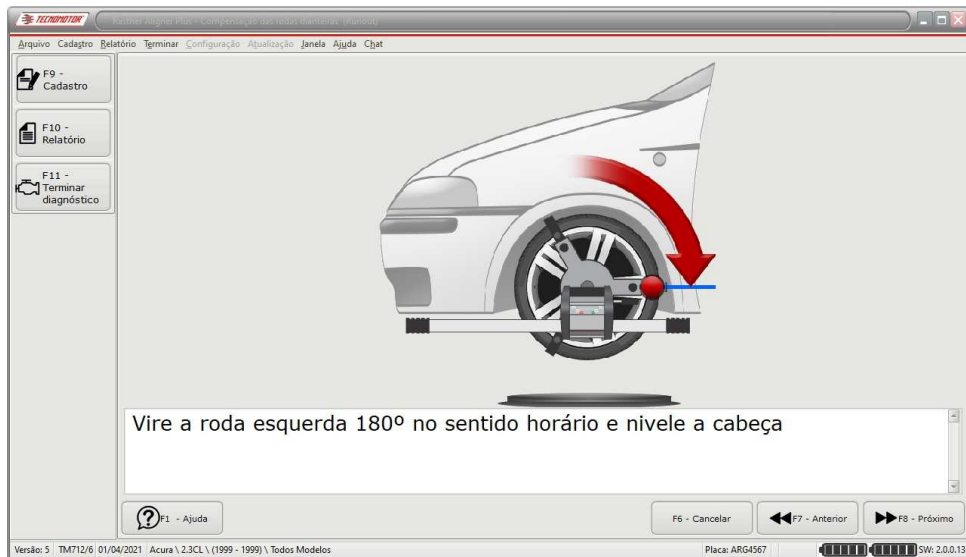 TECNOMOTOR
Kasther Aligner Plus - Compensação das rodas dianteiras (Runout)
Arquivo Cadastro Relatório Terminar Configuração Atualização Janela Ajuda Chat
F9 -
Cadastro
F10 -
Relatório
F11 -
Terminar
diagnóstico
Vire a roda esquerda 180º no sentido horário e nivele a cabeça
F1 - Ajuda
F6 - Cancelar
F7 - Anterior
F8 - Próximo
Versão: 5 TM712/6 01/04/2021 Acura \ 2.3CL \ (1999 - 1999) \ Todos Modelos Placa: ARG4567 SW: 2.0.0.13